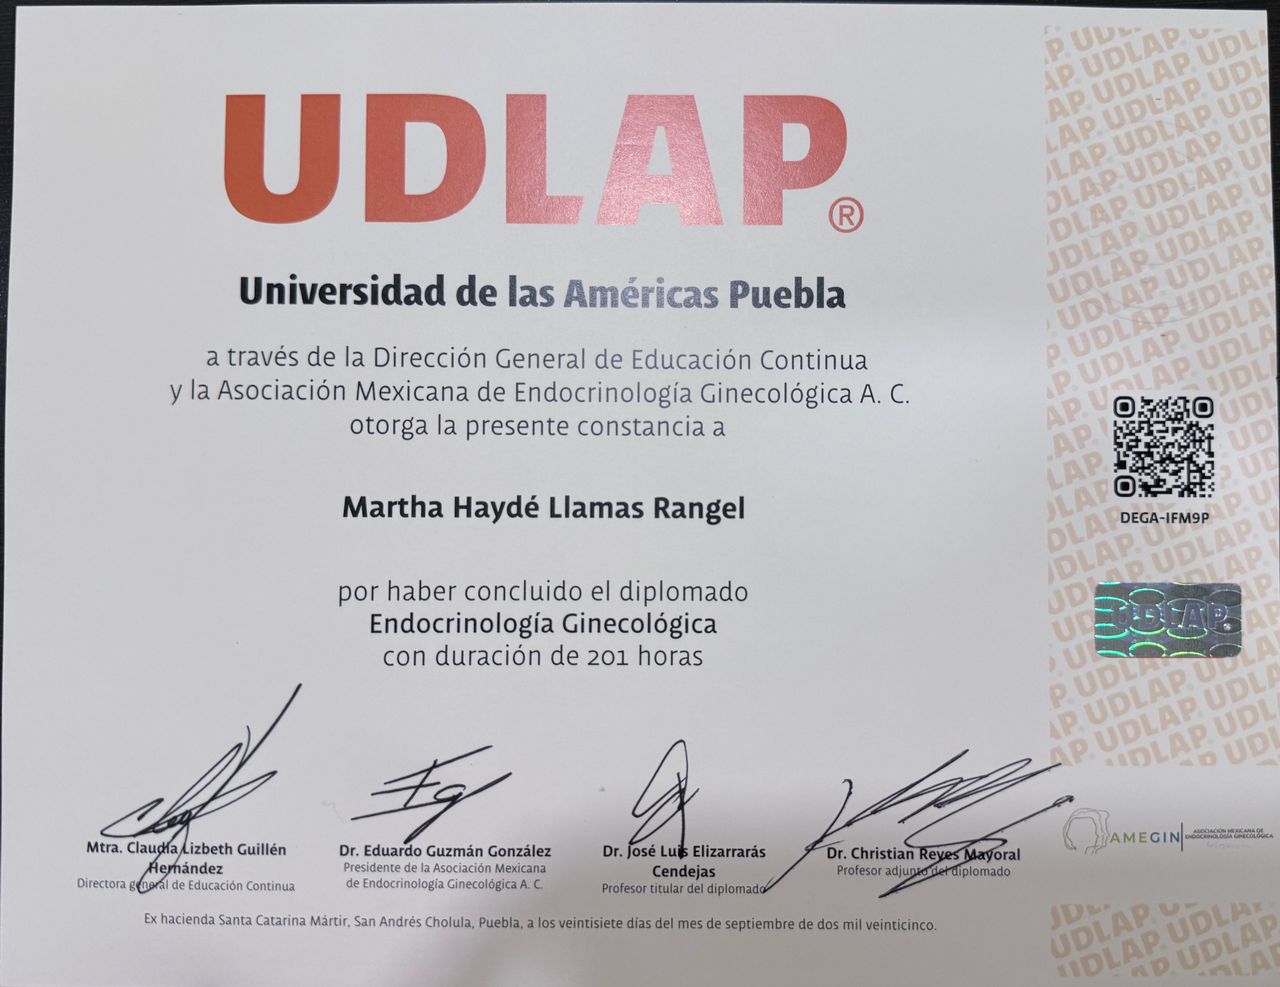 UDLAP®
Universidad de las Américas Puebla
a través de la Dirección General de Educación Continua
y la Asociación Mexicana de Endocrinología Ginecológica A. C.
otorga la presente constancia a
Martha Haydé Llamas Rangel
por haber concluido el diplomado
Endocrinología Ginecológica
con duración de 201 horas
Mtra. Claudia Lizbeth Guillén
Hernández
Directora general de Educación Continua
Dr. Eduardo Guzmán González
Presidente de la Asociación Mexicana
de Endocrinología Ginecológica A. C.
Dr. José Luis Elizarrarás
Cendejas
Profesor titular del diplomado
Dr. Christian Reyes Mayoral
Profesor adjunto del diplomado
Ex hacienda Santa Catarina Mártir, San Andrés Cholula, Puebla, a los veintisiete días del mes de septiembre de dos mil veinticinco.
DEGA-IFM9P
UDLAP
AMEGIN
ASOCIACIÓN MEXICANA DE
ENDOCRINOLOGÍA GINECOLÓGICA